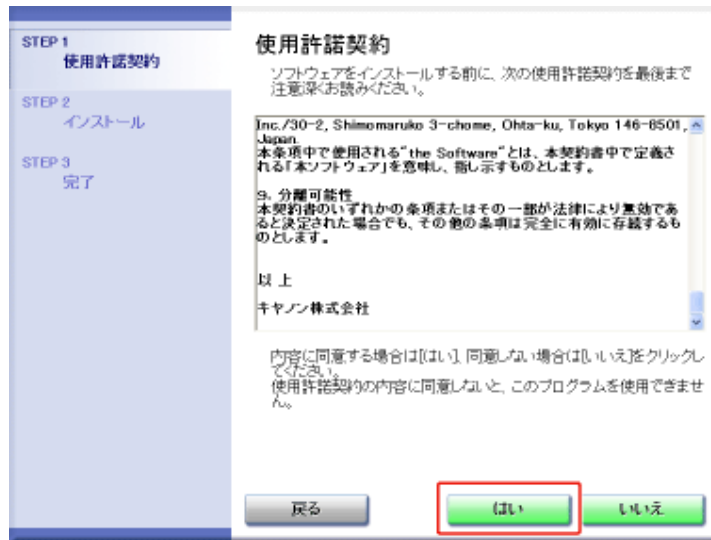 STEP 1
使用許諾契約
STEP 2
インストール
STEP 3
完了
使用許諾契約
ソフトウェアをインストールする前に、次の使用許諾契約を最後まで
注意深くお読みください。
Inc./30-2, Shimomaruko 3-chome, Ohta-ku, Tokyo 146-8501,
Japan.
本条項中で使用される"the Software"とは、本契約書中で定義さ
れる「本ソフトウェア」を意味し、指し示すものとします。
9. 分離可能性
本契約書のいずれかの条項またはその一部が法律により無効であ
ると決定された場合でも、その他の条項は完全に有効に存続するも
のとします。
以 上
キヤノン株式会社
内容に同意する場合は[はい]、同意しない場合は[いいえ]をクリックし
てください。
使用許諾契約の内容に同意しないと、このプログラムを使用できませ
ん。
戻る
はい
いいえ